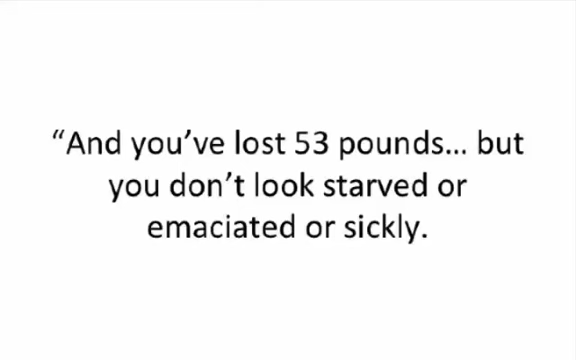 “And you’ve lost 53 pounds... but
you don’t look starved or
emaciated or sickly.